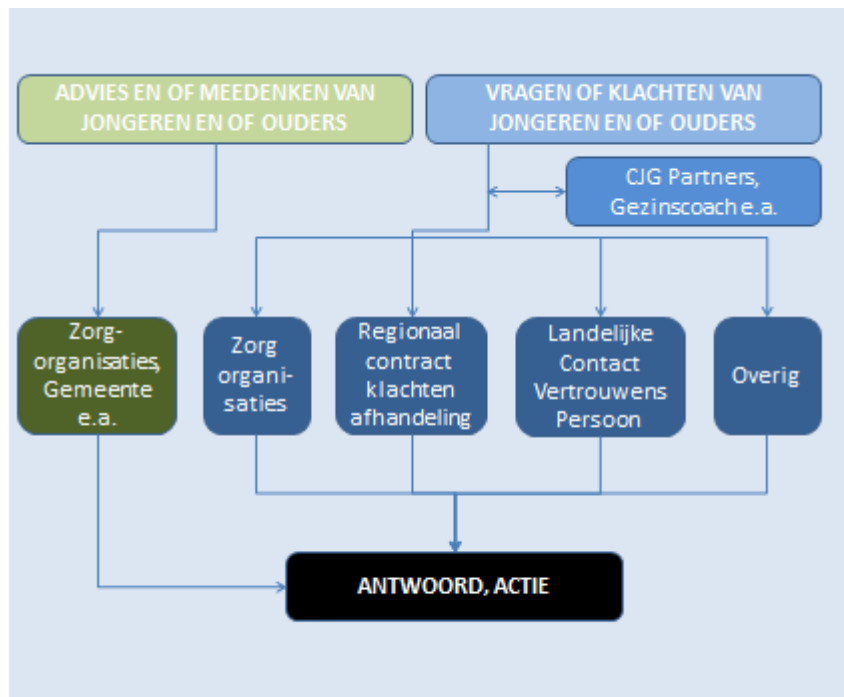 ADVIES EN OF MEEDENKEN VAN
JONGEREN EN OF OUDERS
VRAGEN OF KLACHTEN VAN
JONGEREN EN OF OUDERS
CJG Partners,
Gezinscoach e.a.
Zorg-
organisaties,
Gemeente
e.a.
Zorg
organi-
saties
Regionaal
contract
klachten
afhandeling
Landelijke
Contact
Vertrouwens
Persoon
Overig
ANTWOORD, ACTIE